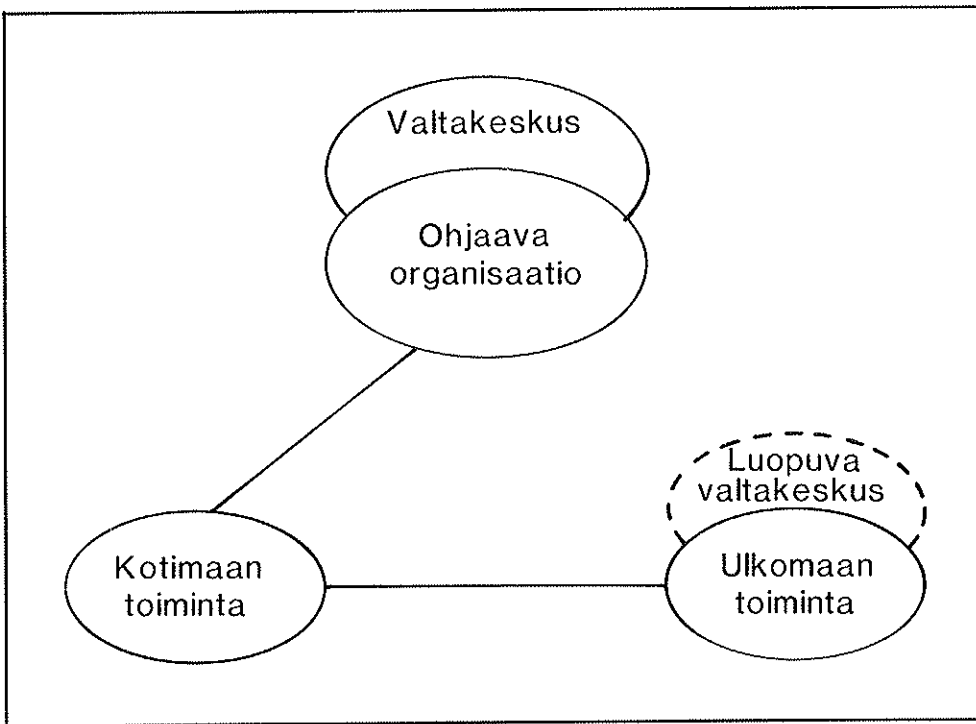 Valtakeskus
Ohjaava
organisaatio
Luopuva
valtakeskus
Kotimaan
toiminta
Ulkomaan
toiminta